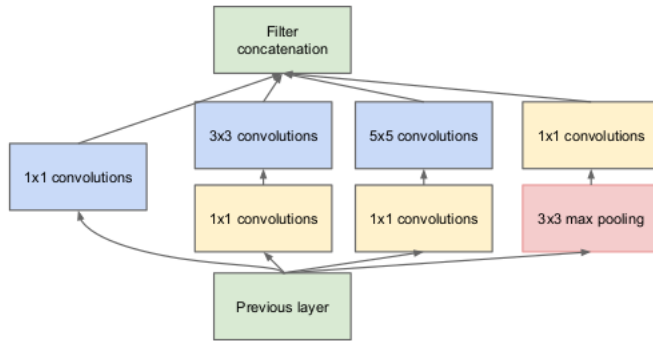 Filter
concatenation
3x3 convolutions
5x5 convolutions
1x1 convolutions
1x1 convolutions
1x1 convolutions
1x1 convolutions
3x3 max pooling
Previous layer